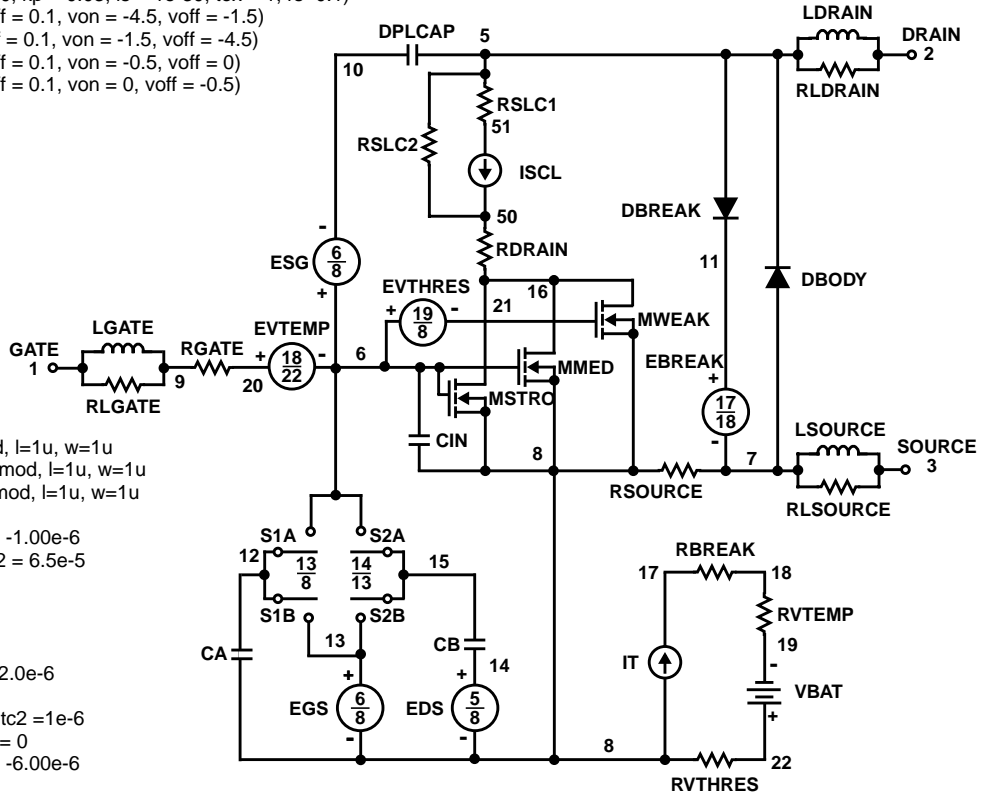 ff = 0.1, von = -4.5, voff = -1.5)
f = 0.1, von = -1.5, voff = -4.5)
ff = 0.1, von = -0.5, voff = 0)
ff = 0.1, von = 0, voff = -0.5)
DPLCAP
5
10
LDRAIN
DRAIN
2
RLDRAIN
RSLC1
51
RSLC2
ISCL
50
RDRAIN
DBREAK
11
DBODY
-
ESG
6
8
+
EVTHRES
+
19
8
-
16
21
MWEAK
EBREAK
+
17
18
-
MMED
MSTRO
GATE
1
LGATE
RLGATE
9
RGATE
20
EVTEMP
+
18
22
-
6
CIN
8
RSOURCE
7
LSOURCE
SOURCE
3
RLSOURCE
d, l=1u, w=1u
mod, l=1u, w=1u
mod, l=1u, w=1u
-1.00e-6
2 = 6.5e-5
2.0e-6
tc2 =1e-6
= 0
-6.00e-6
S1A
S2A
12
13
8
14
13
15
S1B
S2B
13
CA
CB
14
+
EGS
6
8
-
+
EDS
5
8
-
8
RBREAK
17
18
RVTEMP
19
-
IT
VBAT
+
22
RVTHRES